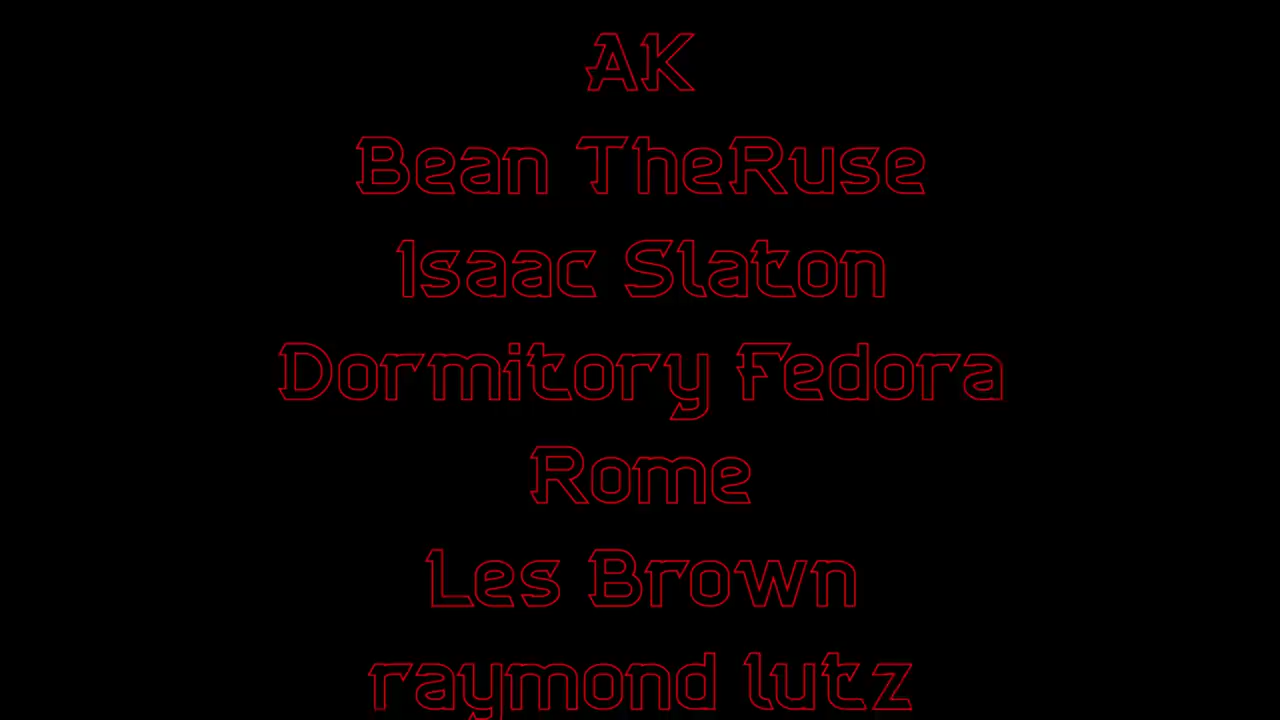 AK
Bean TheRuse
Isaac Slaton
Dormitory Fedora
Rome
Les Brown
raymond lutz